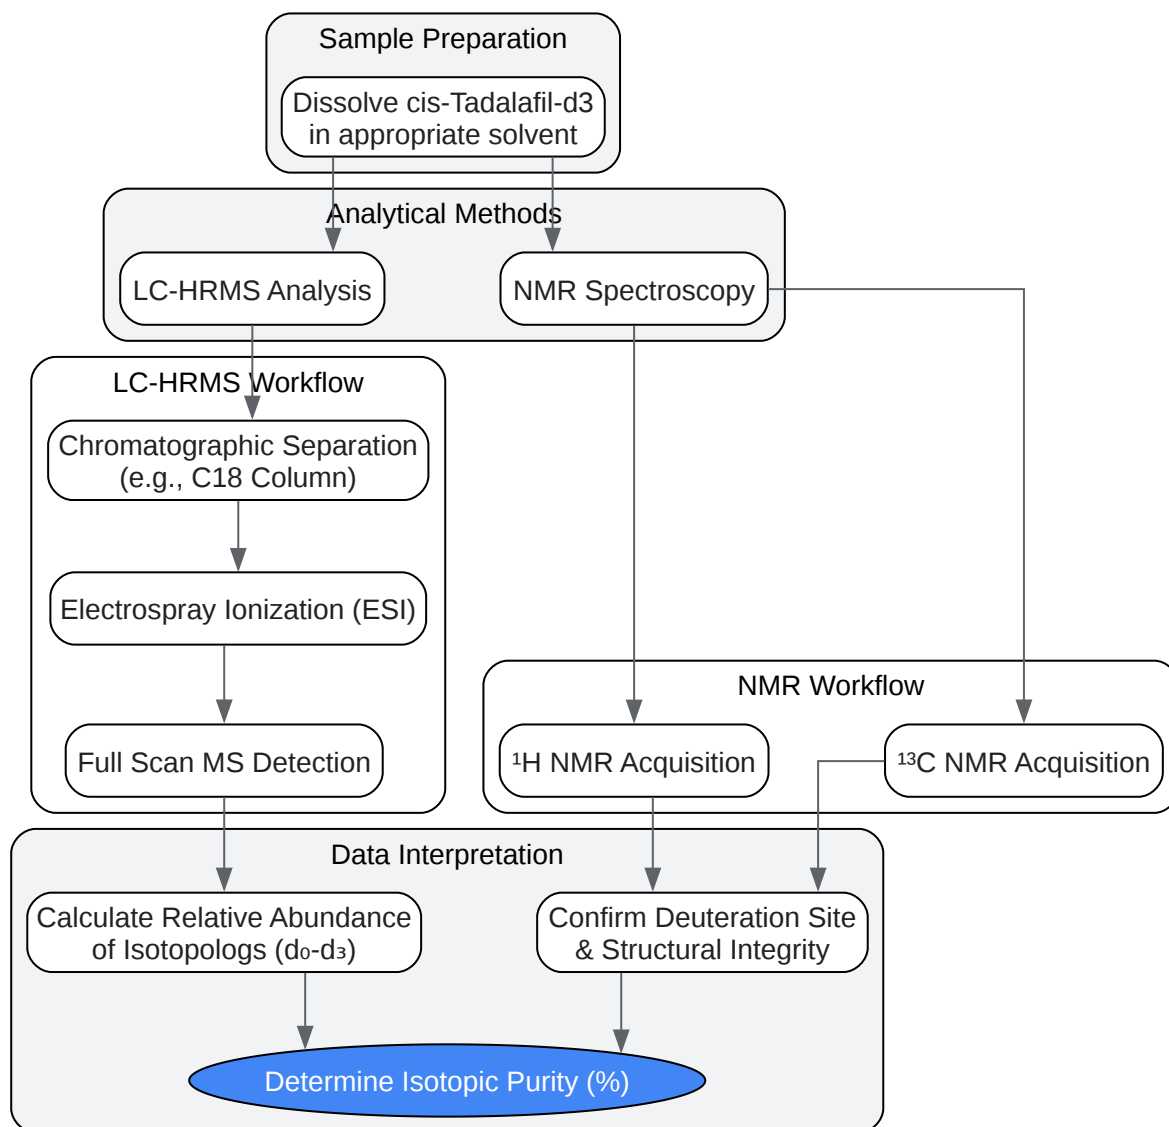 Sample Preparation
Dissolve cis-Tadalafil-d3
in appropriate solvent
Analytical Methods
LC-HRMS Analysis
NMR Spectroscopy
LC-HRMS Workflow
Chromatographic Separation
(e.g., C18 Column)
Electrospray Ionization (ESI)
Full Scan MS Detection
NMR Workflow
¹H NMR Acquisition
¹³C NMR Acquisition
Data Interpretation
Calculate Relative Abundance
of Isotopologs (d₀-d₃)
Confirm Deuteration Site
& Structural Integrity
Determine Isotopic Purity (%)